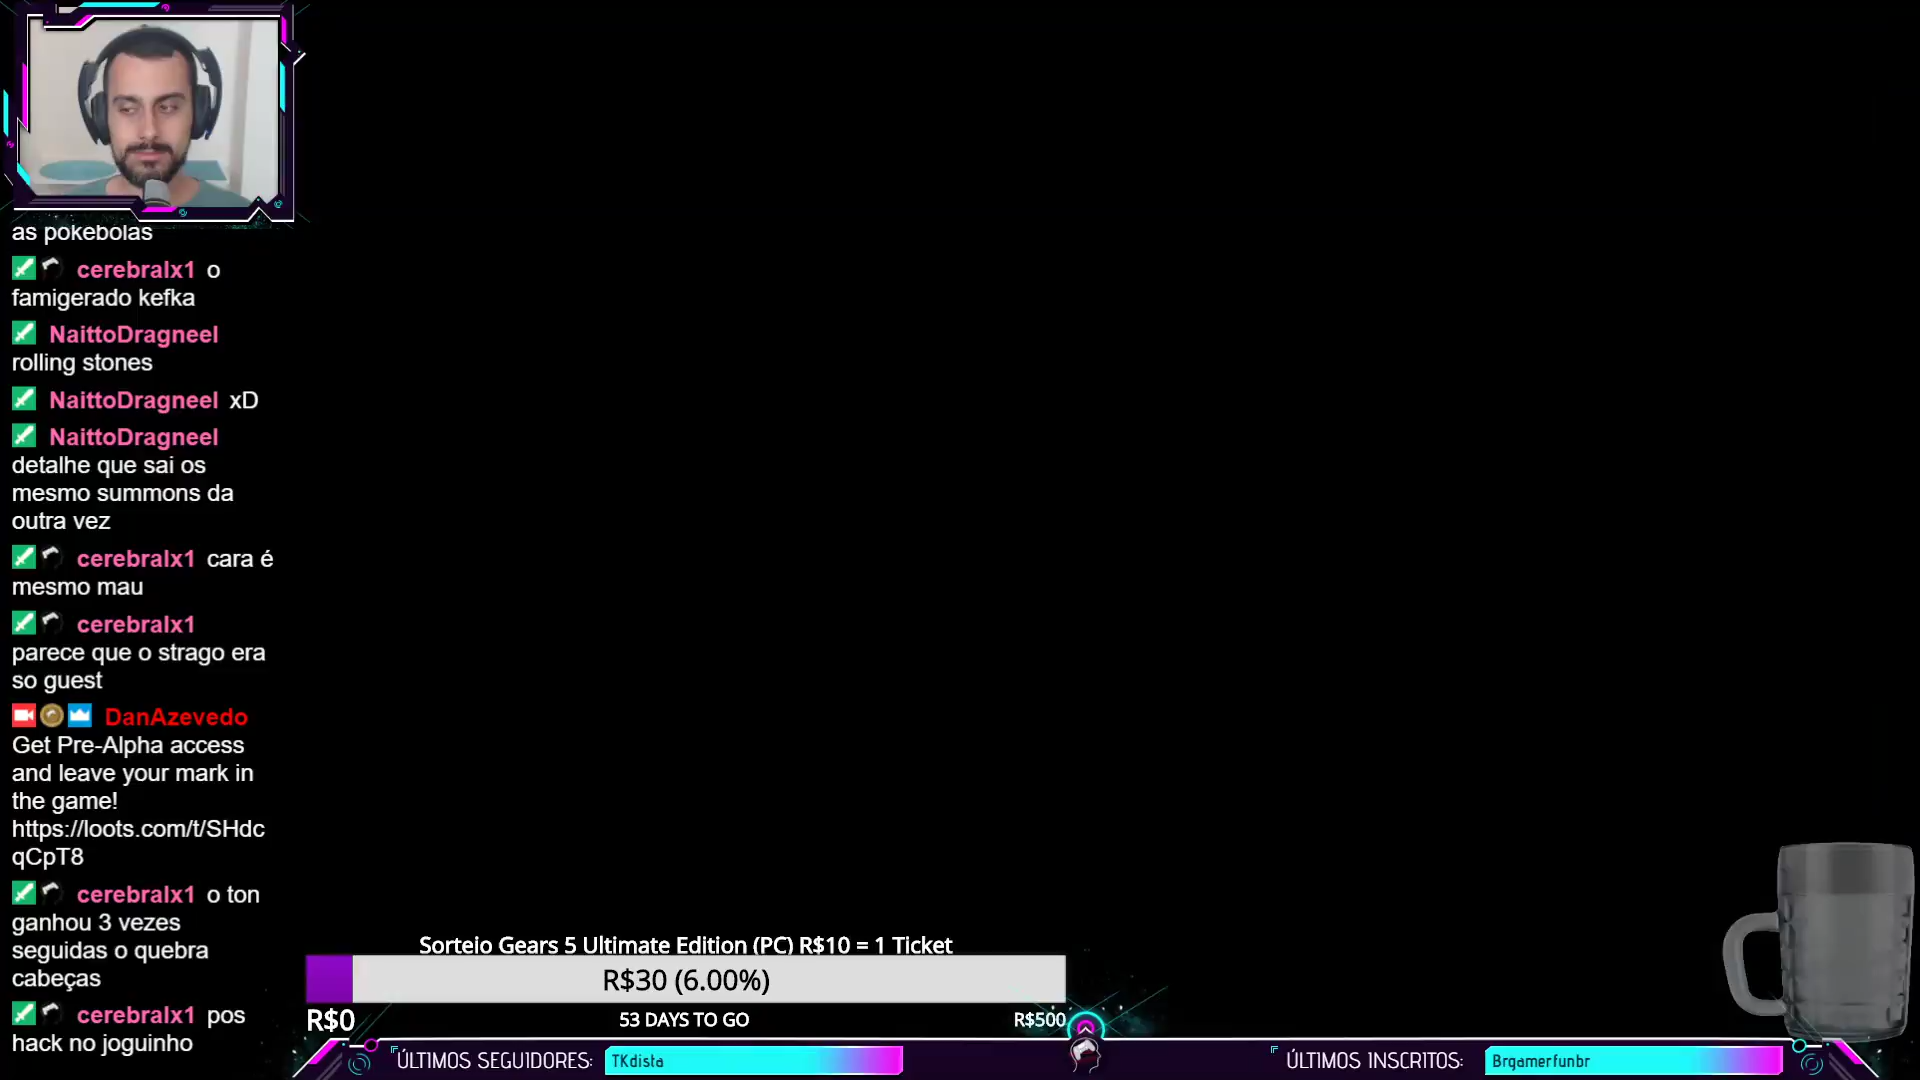 as pokebolas
cerebralx1 o
famigerado kefka
NaittoDragneel
rolling stones
NaittoDragneel xD
NaittoDragneel
detalhe que sai os
mesmo summons da
outra vez
cerebralx1 cara é
mesmo mau
cerebralx1
parece que o strago era
so guest
DanAzevedo
Get Pre-Alpha access
and leave your mark in
the game!
https://loots.com/t/SHdc
qCpT8
cerebralx1 o ton
ganhou 3 vezes
seguidas o quebra
cabeças
cerebralx1 pos
hack no joguinho
Sorteio Gears 5 Ultimate Edition (PC) R$10 = 1 Ticket
R$30 (6.00%)
R$0 53 DAYS TO GO R$500
ÚLTIMOS SEGUIDORES: TKdista
ÚLTIMOS INSCRITOS: Brgamerfunbr